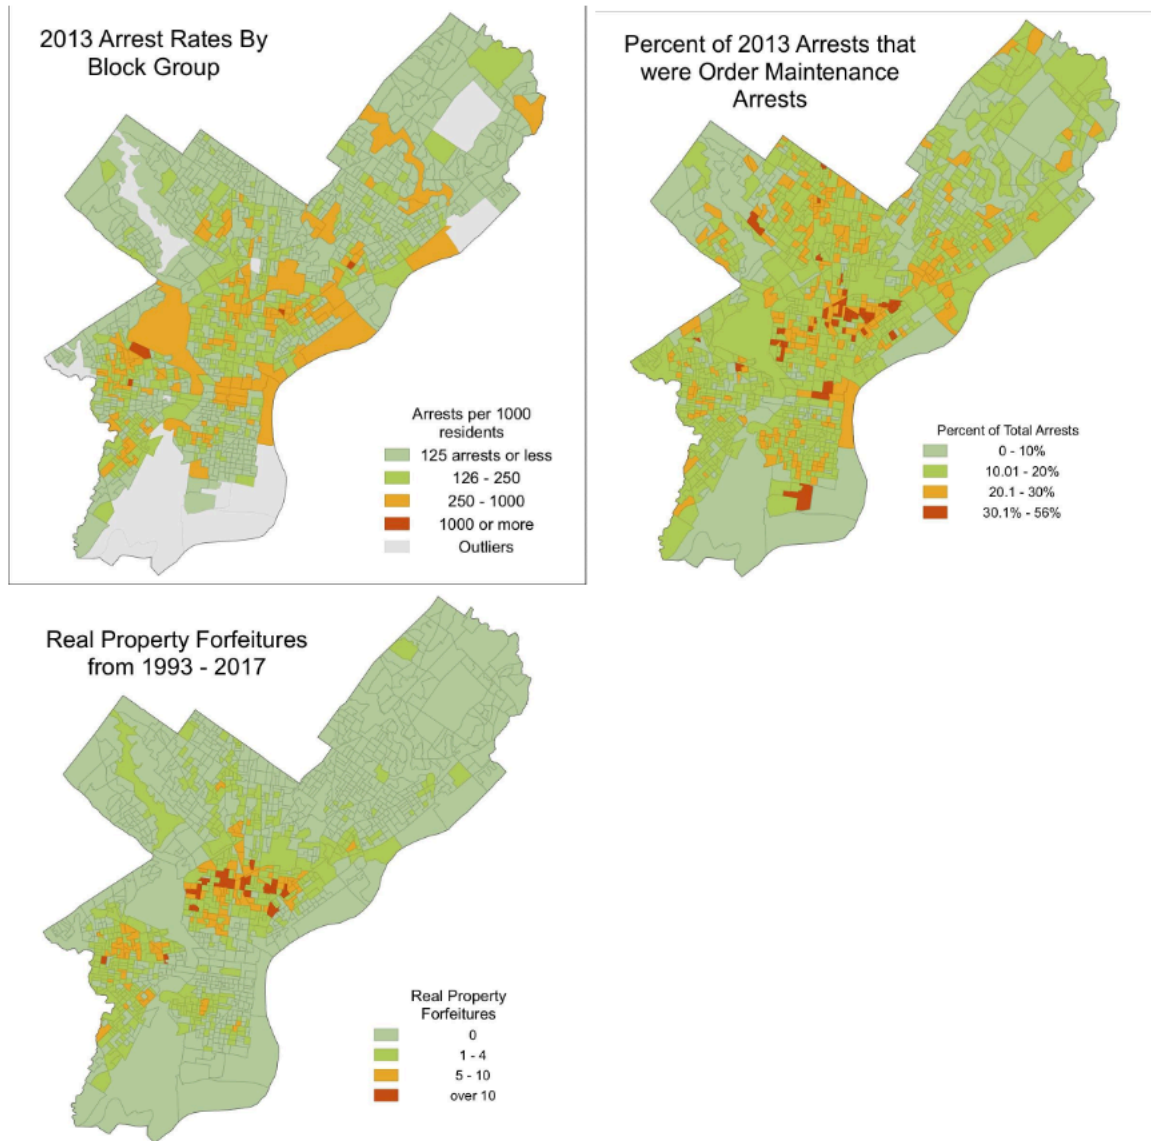 2013 Arrest Rates By
Block Group
Arrests per 1000
residents
125 arrests or less
126 - 250
250 - 1000
1000 or more
Outliers
Percent of 2013 Arrests that
were Order Maintenance
Arrests
Percent of Total Arrests
0 - 10%
10.01 - 20%
20.1 - 30%
30.1% - 56%
Real Property Forfeitures
from 1993 - 2017
Real Property
Forfeitures
0
1 - 4
5 - 10
over 10